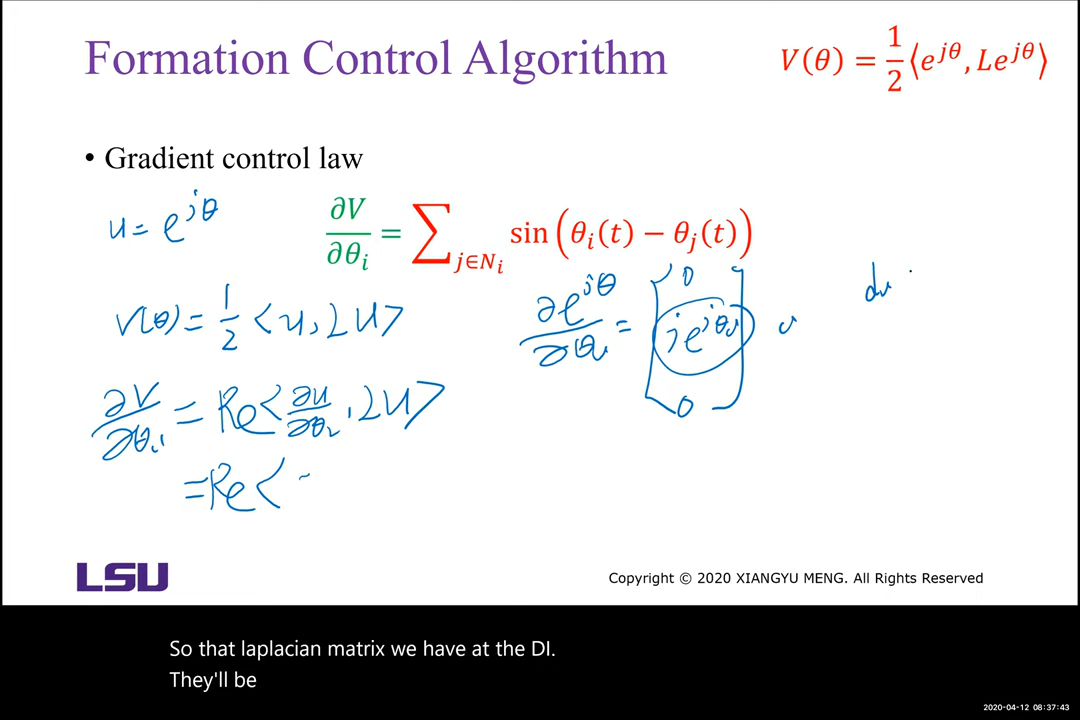 Formation Control Algorithm
V(θ) = 1/2 ⟨e^{jθ}, Le^{jθ}⟩
• Gradient control law
u = e^{jθ}
∂V/∂θ_i = ∑_{j∈N_i} sin(θ_i(t) − θ_j(t))
V(θ) = 1/2 <u, Lu>
∂e^{jθ}/∂θ_i = [0 je^{jθ_i} 0] i
di
∂V/∂θ_i = Re<∂u/∂θ_i, Lu>
= Re<
LSU
Copyright © 2020 XIANGYU MENG. All Rights Reserved
So that laplacian matrix we have at the DI.
They'll be
2020-04-12 08:37:43